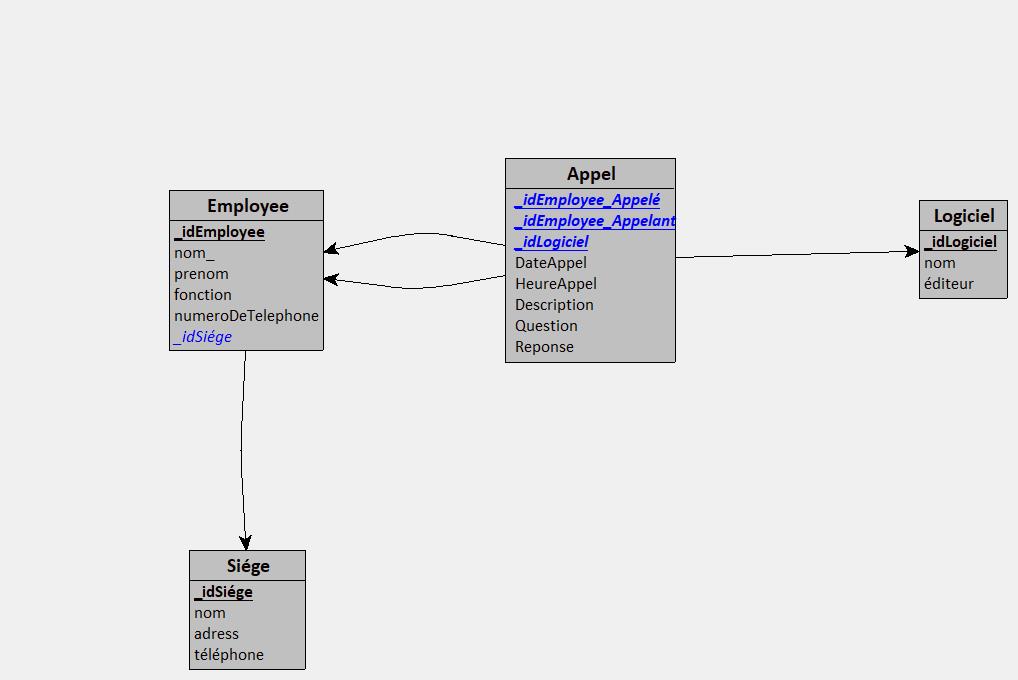 Employee
_idEmployee
nom_
prenom
fonction
numeroDeTelephone
_idSiége
Appel
_idEmployee_Appelé
_idEmployee_Appelant
_idLogiciel
DateAppel
HeureAppel
Description
Question
Reponse
Logiciel
_idLogiciel
nom
éditeur
Siége
_idSiége
nom
adress
téléphone